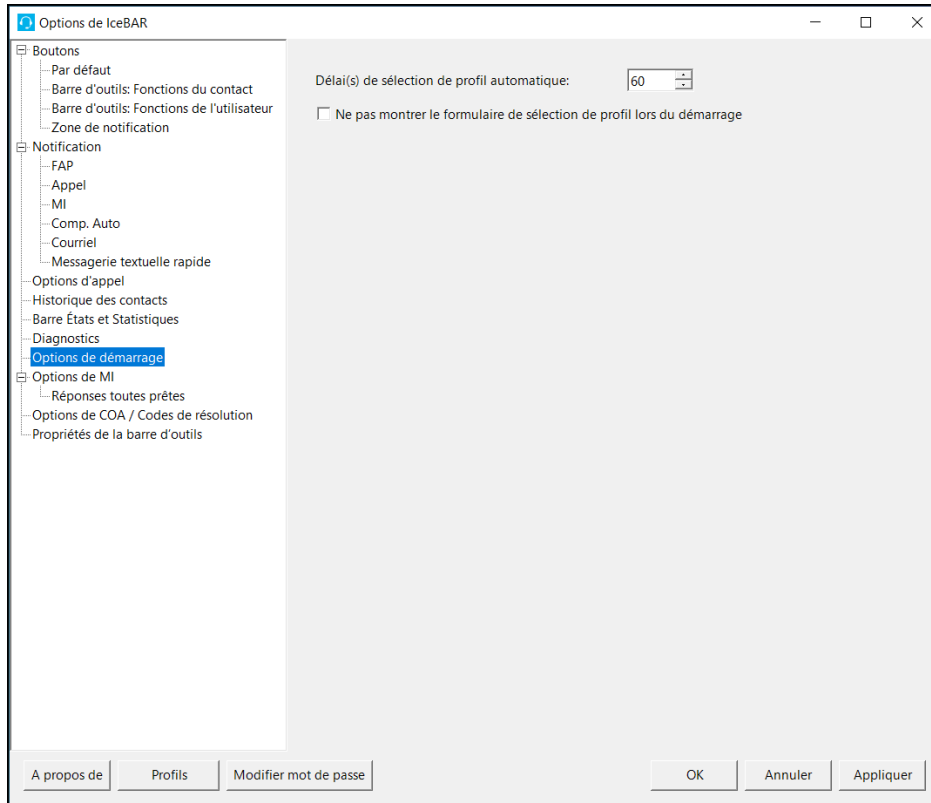 Options de IceBAR
Boutons
Par défaut
Barre d'outils: Fonctions du contact
Barre d'outils: Fonctions de l'utilisateur
Zone de notification
Notification
FAP
Appel
MI
Comp. Auto
Courriel
Messagerie textuelle rapide
Options d'appel
Historique des contacts
Barre États et Statistiques
Diagnostics
Options de démarrage
Options de MI
Réponses toutes prêtes
Options de COA / Codes de résolution
Propriétés de la barre d'outils
Délai(s) de sélection de profil automatique: 60
Ne pas montrer le formulaire de sélection de profil lors du démarrage
A propos de Profils Modifier mot de passe OK Annuler Appliquer